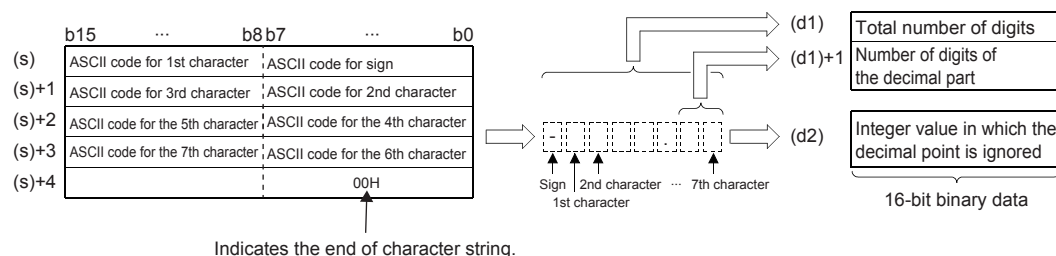 b15 ··· b8 b7 ··· b0
(s) ASCII code for 1st character ASCII code for sign
(s)+1 ASCII code for 3rd character ASCII code for 2nd character
(s)+2 ASCII code for the 5th character ASCII code for the 4th character
(s)+3 ASCII code for the 7th character ASCII code for the 6th character
(s)+4 00H
Indicates the end of character string.
- .
Sign 2nd character ··· 7th character
1st character
(d1) Total number of digits
(d1)+1 Number of digits of
the decimal part
(d2) Integer value in which the
decimal point is ignored
16-bit binary data